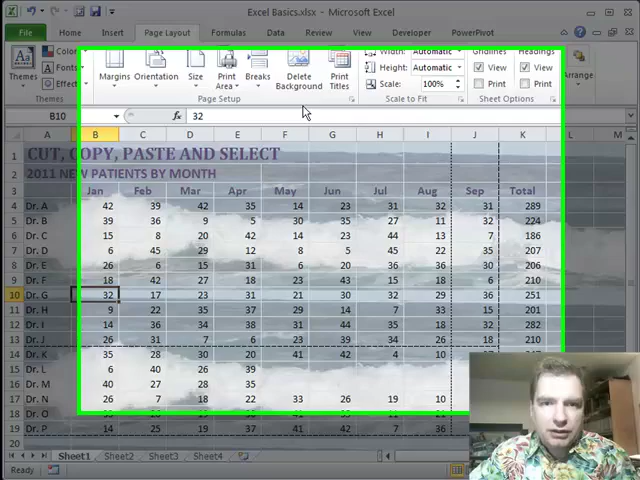 Excel Basics.xlsx - Microsoft Excel
File Home Insert Page Layout Formulas Data Review View Developer PowerPivot
Themes
Colors
Fonts
Effects
Themes
Margins Orientation Size Print Area Breaks Delete Background Print Titles
Page Setup
Width: Automatic
Height: Automatic
Scale: 100%
Scale to Fit
Gridlines Headings
View View
Print Print
Sheet Options
Arrange
B10 fx 32
A B C D E F G H I J K L M
1 CUT, COPY, PASTE AND SELECT
2 2011 NEW PATIENTS BY MONTH
3 Jan Feb Mar Apr May Jun Jul Aug Sep Total
4 Dr. A 42 39 42 35 14 23 31 32 31 289
5 Dr. B 39 36 9 5 30 35 27 11 32 224
6 Dr. C 15 8 20 42 14 23 44 13 7 186
7 Dr. D 6 45 29 12 8 5 45 22 35 207
8 Dr. E 26 6 15 31 6 20 36 36 30 206
9 Dr. F 18 42 27 18 23 43 15 18 6 210
10 Dr. G 32 17 23 31 21 30 32 29 36 251
11 Dr. H 9 22 35 37 29 14 7 33 15 201
12 Dr. I 14 36 34 38 31 44 35 18 32 282
13 Dr. J 26 31 7 6 23 39 34 26 18 210
14 Dr. K 35 28 30 20 41 42 4 10
15 Dr. L 6 40 26 39
16 Dr. M 40 27 28 35
17 Dr. N 26 7 18 22 33 26 19 10
18 Dr. O
19 Dr. P 14 25 19 37 41 42 7 36
20
Sheet1 Sheet2 Sheet3 Sheet4
Ready